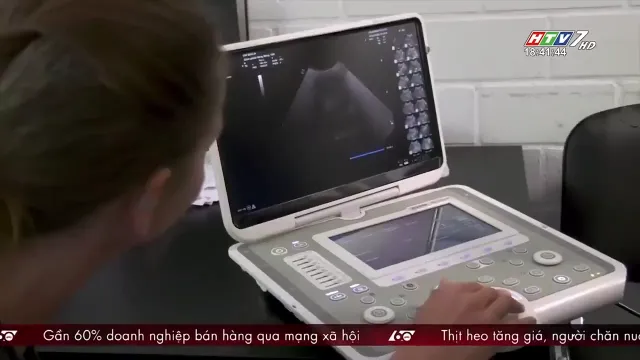 HTV7 HD
18:41:44
Gần 60% doanh nghiệp bán hàng qua mạng xã hội
Thịt heo tăng giá, người chăn nu